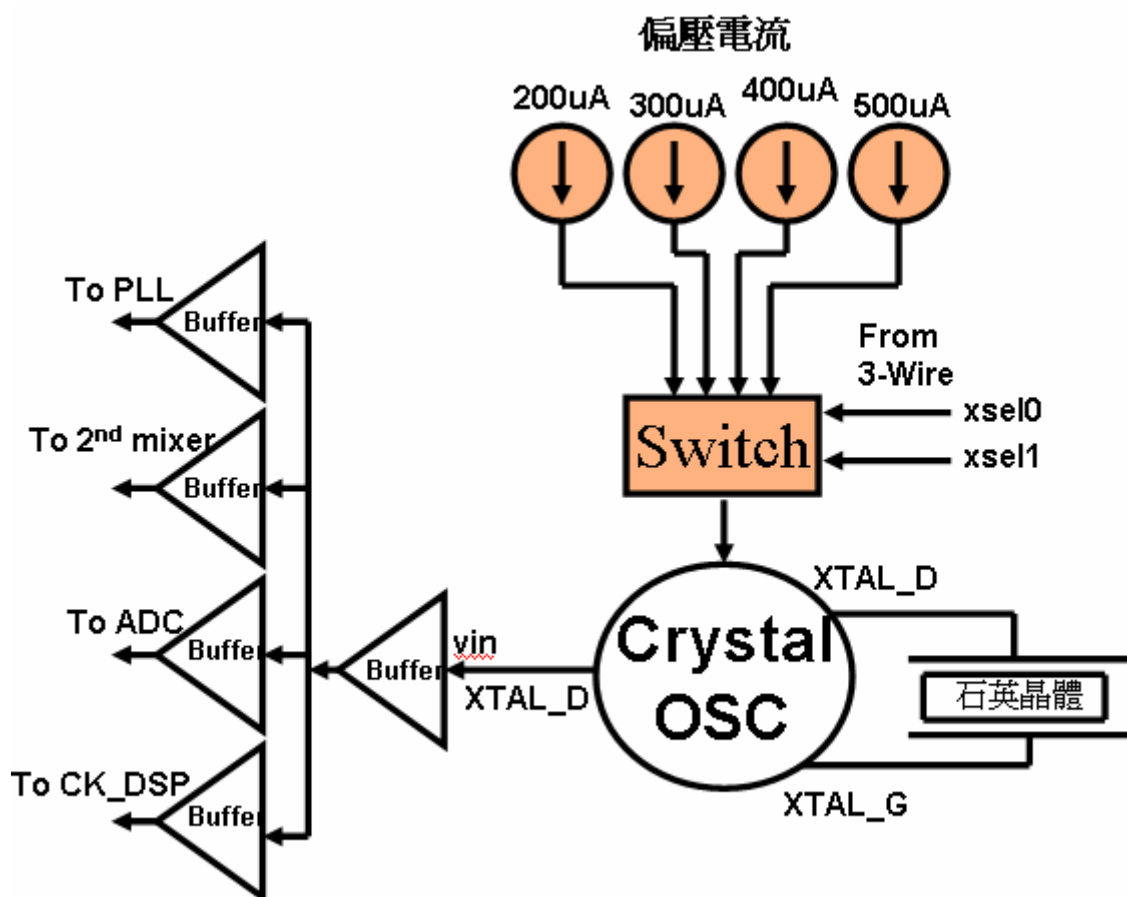 偏壓電流
200uA 300uA 400uA 500uA
From
3-Wire
xsel0
xsel1
Switch
To PLL
Buffer
To 2nd mixer
Buffer
To ADC
Buffer
To CK_DSP
Buffer
Buffer
vin
XTAL_D
Crystal
OSC
XTAL_D
石英晶體
XTAL_G